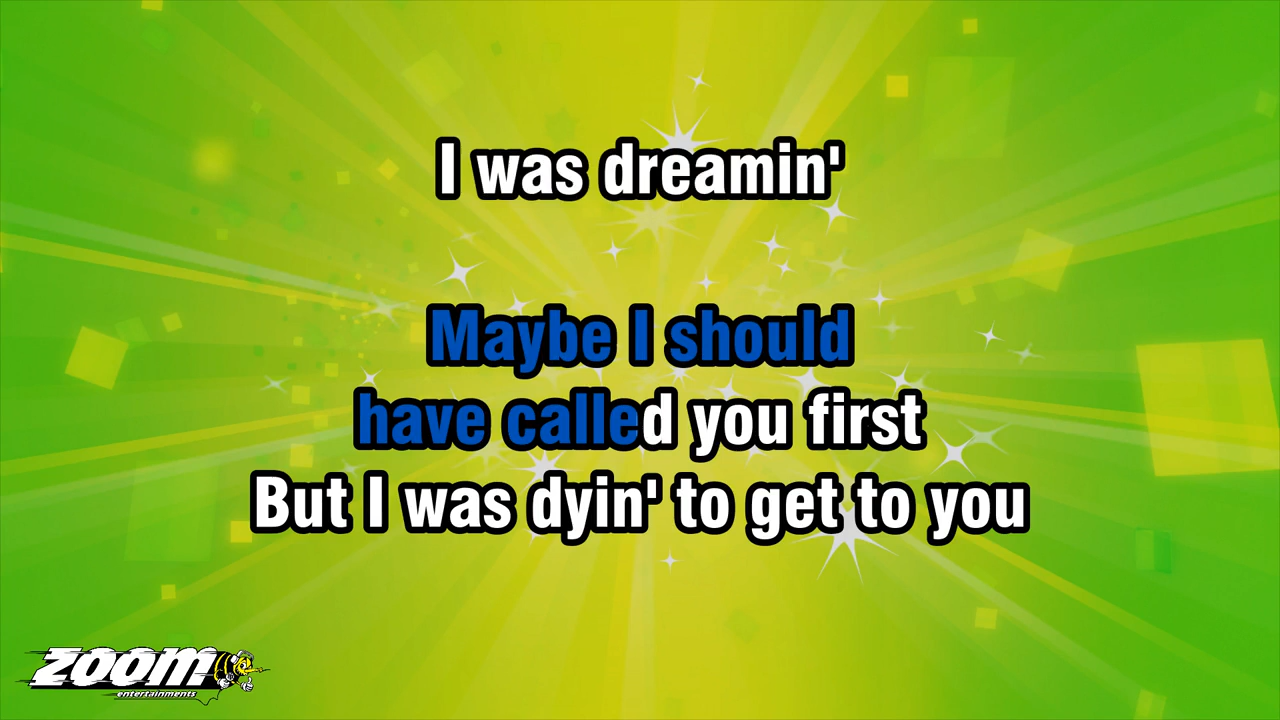 I was dreamin'
Maybe I should
have called you first
But I was dyin' to get to you
zoom
entertainments